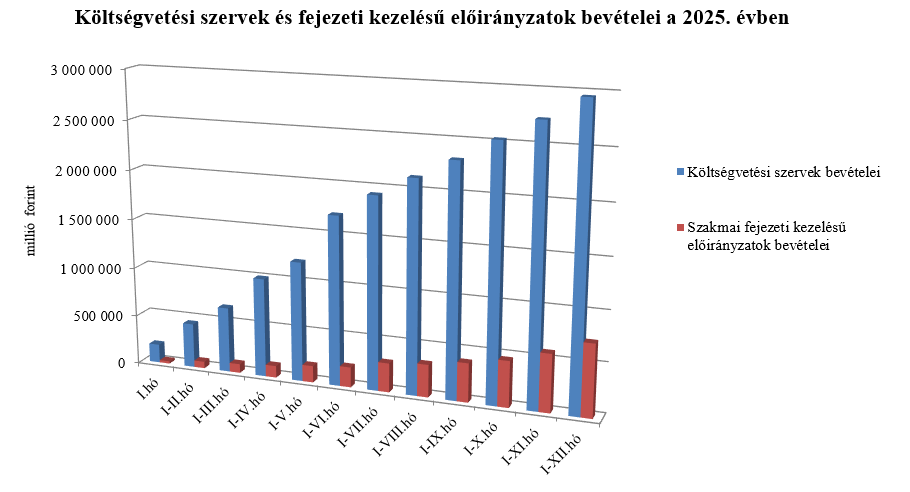 Költségvetési szervek és fejezeti kezelésű előirányzatok bevételei a 2025. évben
3 000 000
2 500 000
2 000 000
1 500 000
1 000 000
500 000
0
millió forint
I.hó
I-II.hó
I-III.hó
I-IV.hó
I-V.hó
I-VI.hó
I-VII.hó
I-VIII.hó
I-IX.hó
I-X.hó
I-XI.hó
I-XII.hó
Költségvetési szervek bevételei
Szakmai fejezeti kezelésű
előirányzatok bevételei